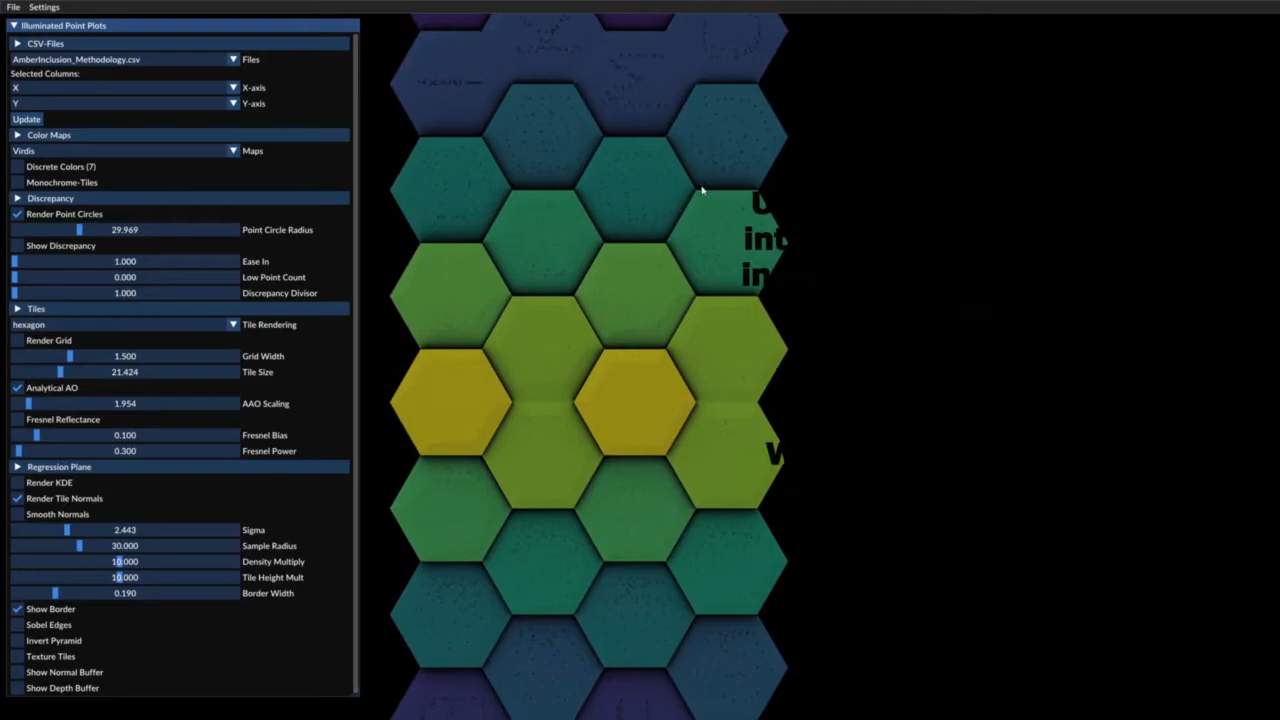 File Settings
Illuminated Point Plots
CSV-Files
AmberInclusion_Methodology.csv Files
Selected Columns:
X X-axis
Y Y-axis
Update
Color Maps
Virdis Maps
Discrete Colors (7)
Monochrome-Tiles
Discrepancy
Render Point Circles
29.969 Point Circle Radius
Show Discrepancy
1.000 Ease In
0.000 Low Point Count
1.000 Discrepancy Divisor
Tiles
hexagon Tile Rendering
Render Grid
1.500 Grid Width
21.424 Tile Size
Analytical AO
1.954 AAO Scaling
Fresnel Reflectance
0.100 Fresnel Bias
0.300 Fresnel Power
Regression Plane
Render KDE
Render Tile Normals
Smooth Normals
2.443 Sigma
30.000 Sample Radius
10.000 Density Multiply
10.000 Tile Height Mult
0.190 Border Width
Show Border
Sobel Edges
Invert Pyramid
Texture Tiles
Show Normal Buffer
Show Depth Buffer